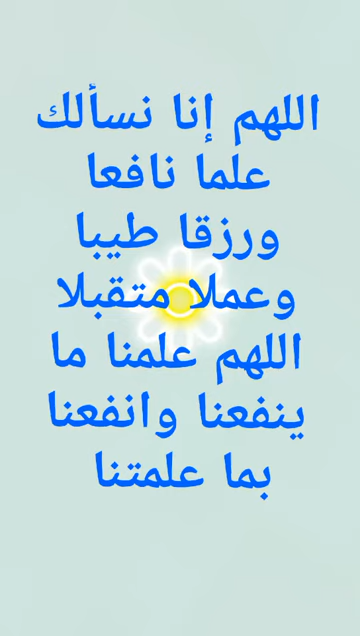 اللهم إنا نسألك
علما نافعا
ورزقا طيبا
وعملا متقبلا
اللهم علمنا ما
ينفعنا وانفعنا
بما علمتنا